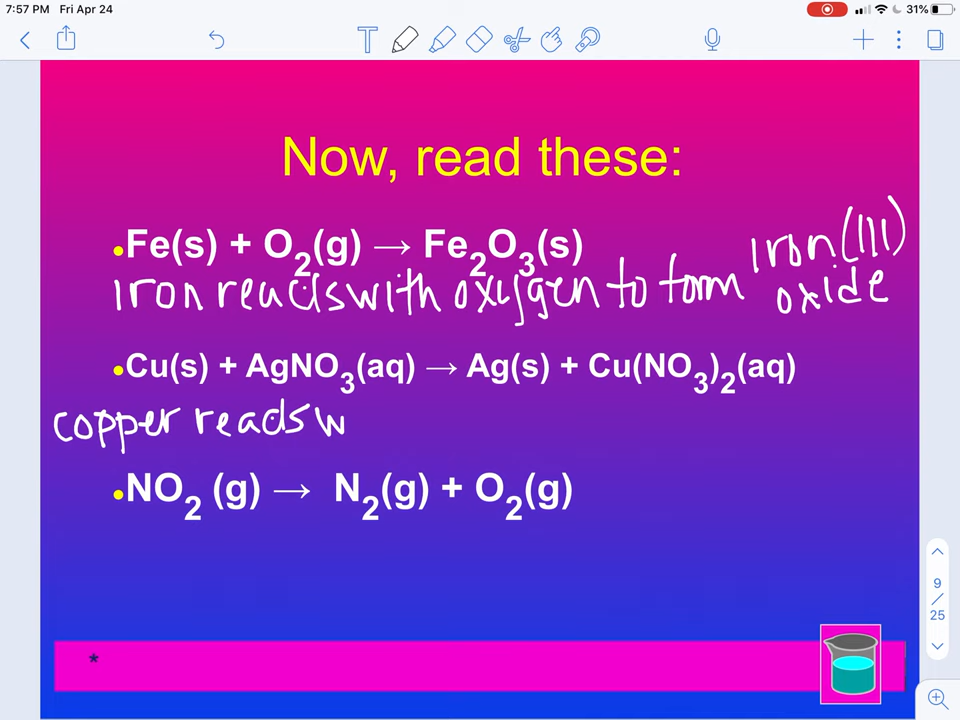 7:57 PM Fri Apr 24 31%
T
Now, read these:
•Fe(s) + O₂(g) → Fe₂O₃(s)
Iron reacts with oxygen to form Iron (III) oxide
•Cu(s) + AgNO₃(aq) → Ag(s) + Cu(NO₃)₂(aq)
copper reacts w
•NO₂ (g) → N₂(g) + O₂(g)
9
/
25
*